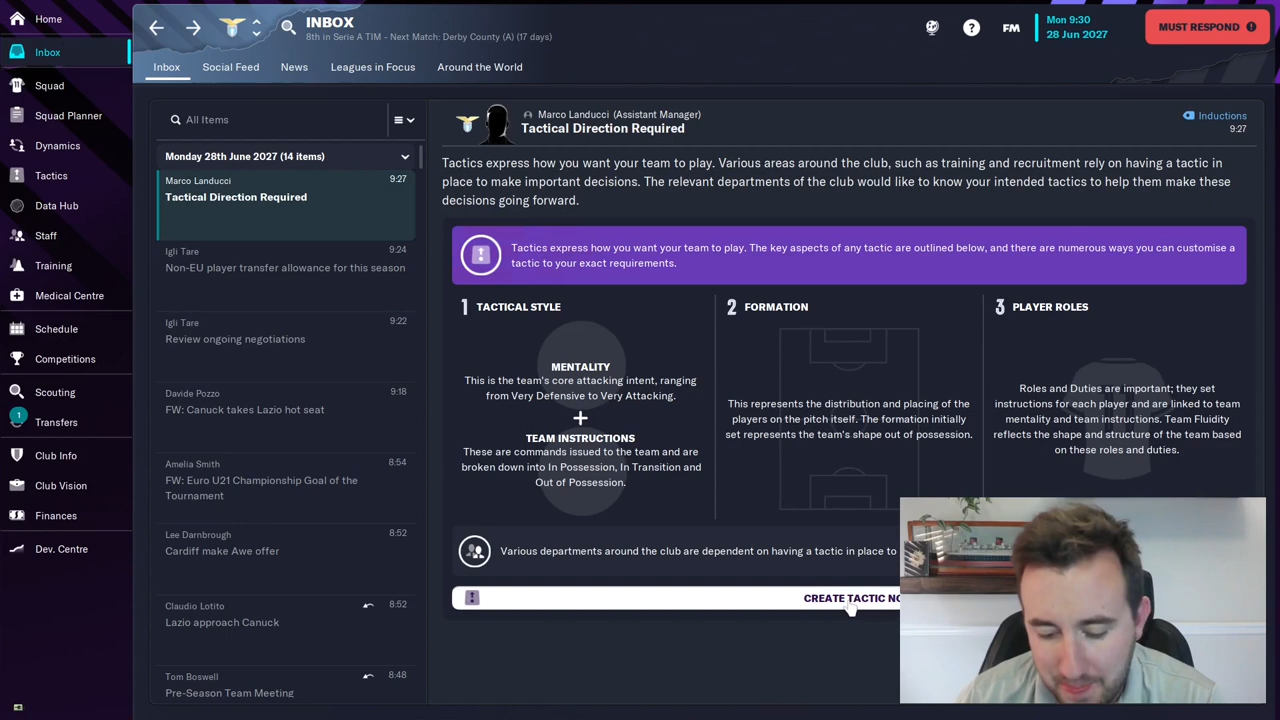 Home
Inbox
Squad
Squad Planner
Dynamics
Tactics
Data Hub
Staff
Training
Medical Centre
Schedule
Competitions
Scouting
1
Transfers
Club Info
Club Vision
Finances
Dev. Centre
INBOX
8th in Serie A TIM - Next Match: Derby County (A) (17 days)
FM
Mon 9:30
28 Jun 2027
MUST RESPOND
Inbox
Social Feed
News
Leagues in Focus
Around the World
All Items
Monday 28th June 2027 (14 items)
Marco Landucci
9:27
Tactical Direction Required
Igli Tare
9:24
Non-EU player transfer allowance for this season
Igli Tare
9:22
Review ongoing negotiations
Davide Pozzo
9:18
FW: Canuck takes Lazio hot seat
Amelia Smith
8:54
FW: Euro U21 Championship Goal of the
Tournament
Lee Darnbrough
8:52
Cardiff make Awe offer
Claudio Lotito
8:52
Lazio approach Canuck
Tom Boswell
8:48
Pre-Season Team Meeting
Marco Landucci (Assistant Manager)
Tactical Direction Required
Inductions
9:27
Tactics express how you want your team to play. Various areas around the club, such as training and recruitment rely on having a tactic in
place to make important decisions. The relevant departments of the club would like to know your intended tactics to help them make these
decisions going forward.
Tactics express how you want your team to play. The key aspects of any tactic are outlined below, and there are numerous ways you can customise a
tactic to your exact requirements.
1 TACTICAL STYLE
MENTALITY
This is the team's core attacking intent, ranging
from Very Defensive to Very Attacking.
+
TEAM INSTRUCTIONS
These are commands issued to the team and are
broken down into In Possession, In Transition and
Out of Possession.
2 FORMATION
This represents the distribution and placing of the
players on the pitch itself. The formation initially
set represents the team's shape out of possession.
3 PLAYER ROLES
Roles and Duties are important; they set
instructions for each player and are linked to team
mentality and team instructions. Team Fluidity
reflects the shape and structure of the team based
on these roles and duties.
Various departments around the club are dependent on having a tactic in place to
CREATE TACTIC NO